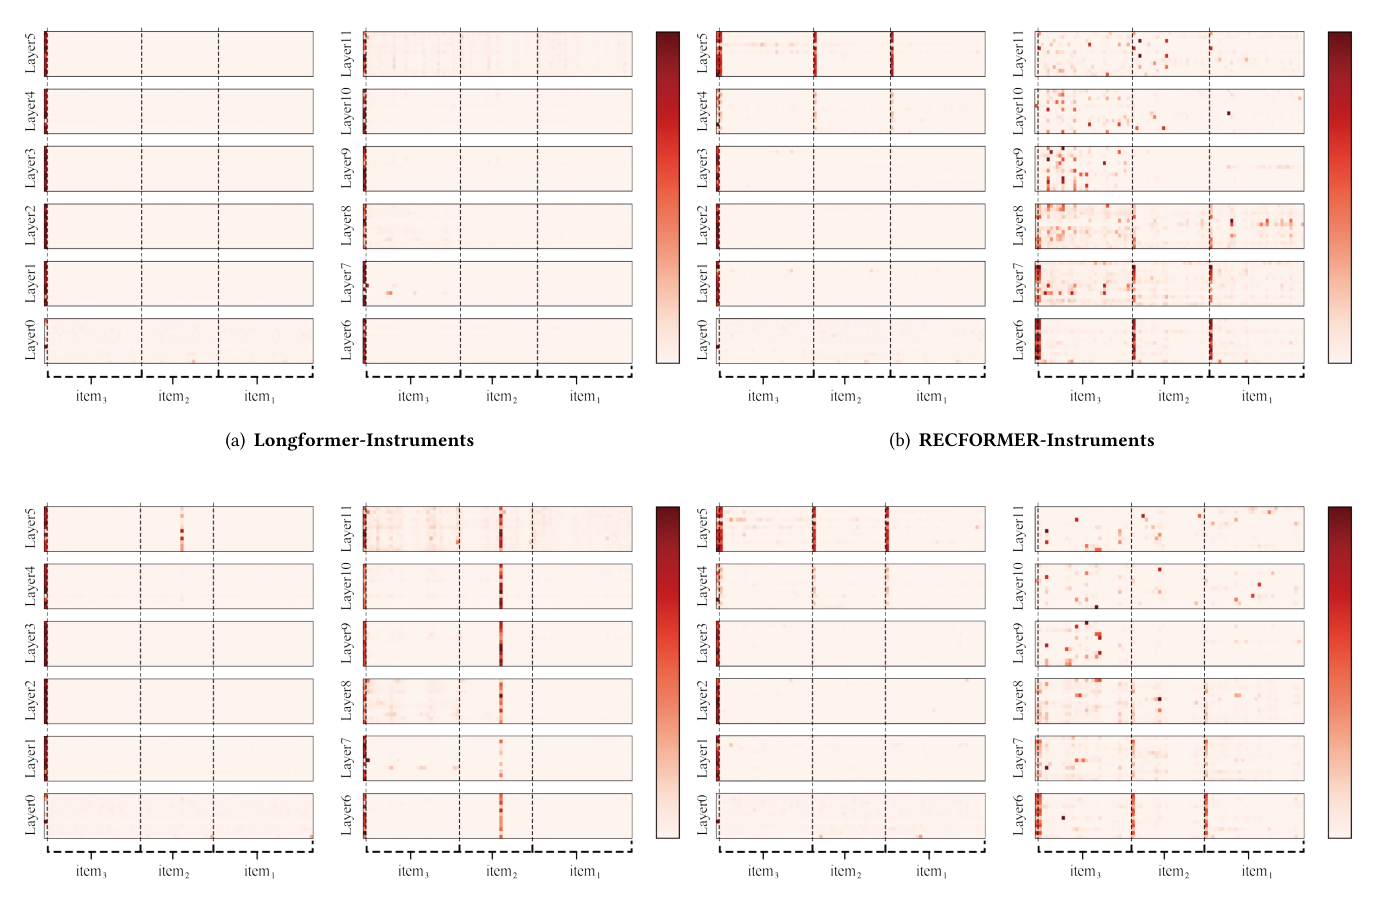 Layer5
Layer4
Layer3
Layer2
Layer1
Layer0
item₃ item₂ item₁
Layer11
Layer10
Layer9
Layer8
Layer7
Layer6
item₃ item₂ item₁
(a) Longformer-Instruments
Layer5
Layer4
Layer3
Layer2
Layer1
Layer0
item₃ item₂ item₁
Layer11
Layer10
Layer9
Layer8
Layer7
Layer6
item₃ item₂ item₁
(b) RECFORMER-Instruments
Layer5
Layer4
Layer3
Layer2
Layer1
Layer0
item₃ item₂ item₁
Layer11
Layer10
Layer9
Layer8
Layer7
Layer6
item₃ item₂ item₁
Layer5
Layer4
Layer3
Layer2
Layer1
Layer0
item₃ item₂ item₁
Layer11
Layer10
Layer9
Layer8
Layer7
Layer6
item₃ item₂ item₁